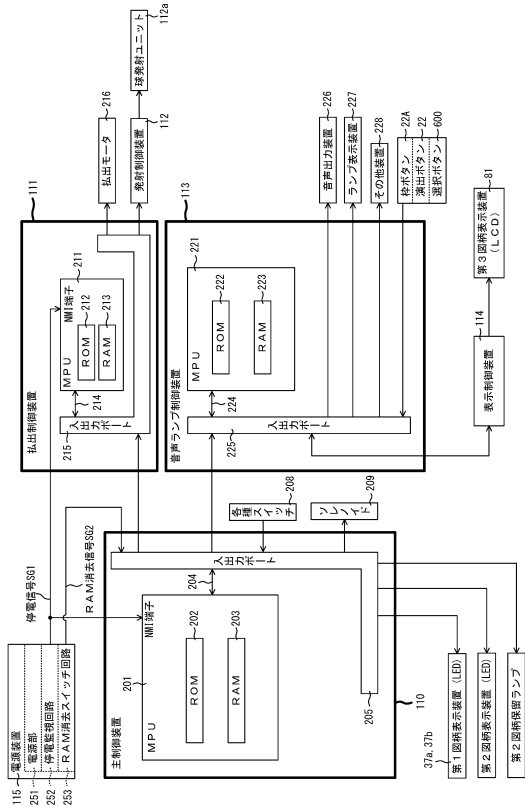 115
電源装置
251
電源部
252
停電監視回路
253
RAM消去スイッチ回路
停電信号SG1
RAM消去信号SG2
払出制御装置
111
MPU
NMI端子
211
ROM
212
RAM
213
214
入出力ポート
215
払出モータ
216
発射制御装置
112
球発射ユニット
112a
主制御装置
110
MPU
NMI端子
201
ROM
202
RAM
203
204
入出力ポート
205
各種スイッチ
208
ソレノイド
209
音声ランプ制御装置
113
MPU
221
ROM
222
RAM
223
224
入出力ポート
225
音声出力装置
226
ランプ表示装置
227
その他装置
228
枠ボタン
22A
演出ボタン
22
選択ボタン
600
表示制御装置
114
第3図柄表示装置
(LCD)
81
37a, 37b
第1図柄表示装置 (LED)
第2図柄表示装置 (LED)
第2図柄保留ランプ